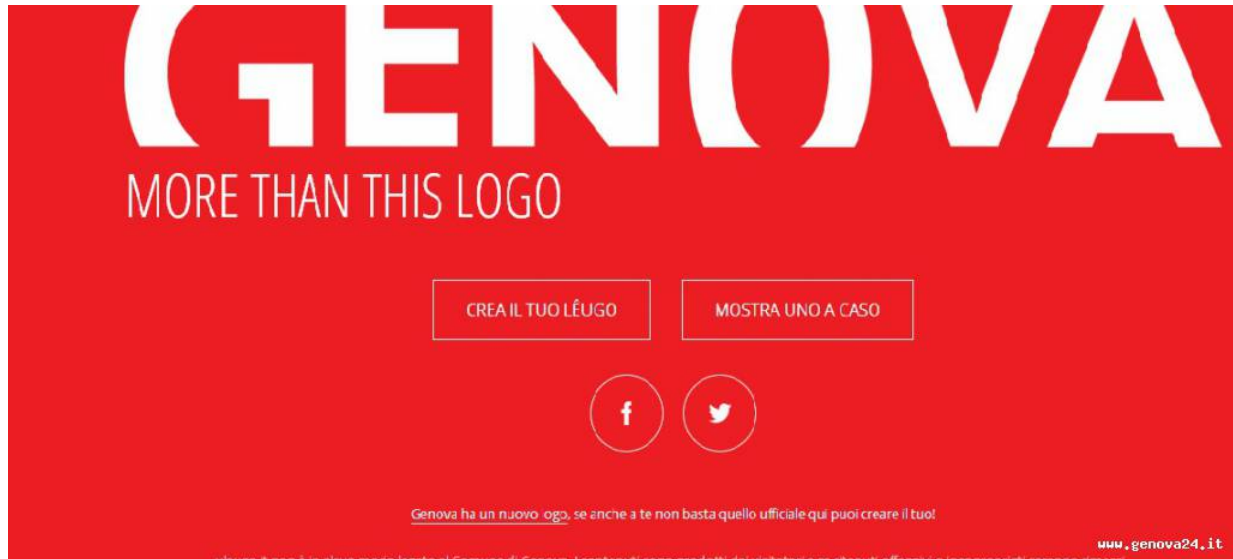 GENOVA
MORE THAN THIS LOGO
CREA IL TUO LÊUGO
MOSTRA UNO A CASO
Genova ha un nuovo logo, se anche a te non basta quello ufficiale qui puoi creare il tuo!
www.genova24.it